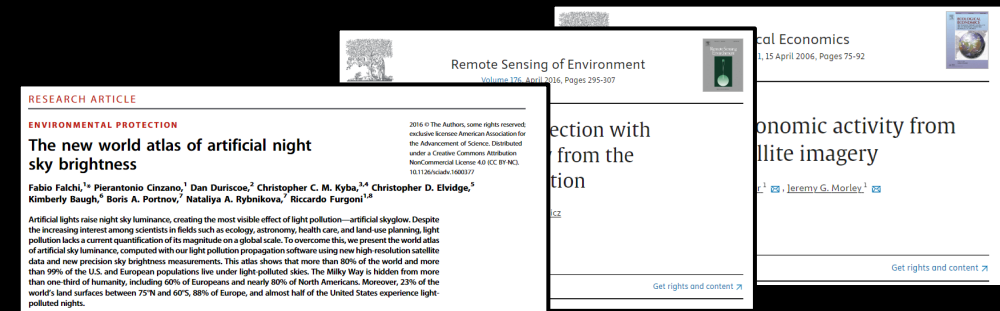 RESEARCH ARTICLE
ENVIRONMENTAL PROTECTION
The new world atlas of artificial night
sky brightness
2016 © The Authors, some rights reserved;
exclusive licensee American Association for
the Advancement of Science. Distributed
under a Creative Commons Attribution
NonCommercial License 4.0 (CC BY-NC).
10.1126/sciadv.1600377
Fabio Falchi,1* Pierantonio Cinzano,1 Dan Duriscoe,2 Christopher C. M. Kyba,3,4 Christopher D. Elvidge,5
Kimberly Baugh,6 Boris A. Portnov,7 Nataliya A. Rybnikova,7 Riccardo Furgoni1,8
Artificial lights raise night sky luminance, creating the most visible effect of light pollution—artificial skyglow. Despite
the increasing interest among scientists in fields such as ecology, astronomy, health care, and land-use planning, light
pollution lacks a current quantification of its magnitude on a global scale. To overcome this, we present the world atlas
of artificial sky luminance, computed with our light pollution propagation software using new high-resolution satellite
data and new precision sky brightness measurements. This atlas shows that more than 80% of the world and more
than 99% of the U.S. and European populations live under light-polluted skies. The Milky Way is hidden from more
than one-third of humanity, including 60% of Europeans and nearly 80% of North Americans. Moreover, 23% of the
world's land surfaces between 75°N and 60°S, 88% of Europe, and almost half of the United States experience light-
polluted nights.
Remote Sensing of Environment
Volume 176, April 2016, Pages 295-307
ection with
from the
tion
icz
Get rights and content
cal Economics
1, 15 April 2006, Pages 75-92
ECOLOGICAL
ECONOMICS
onomic activity from
llite imagery
r 1, Jeremy G. Morley 1
Get rights and content